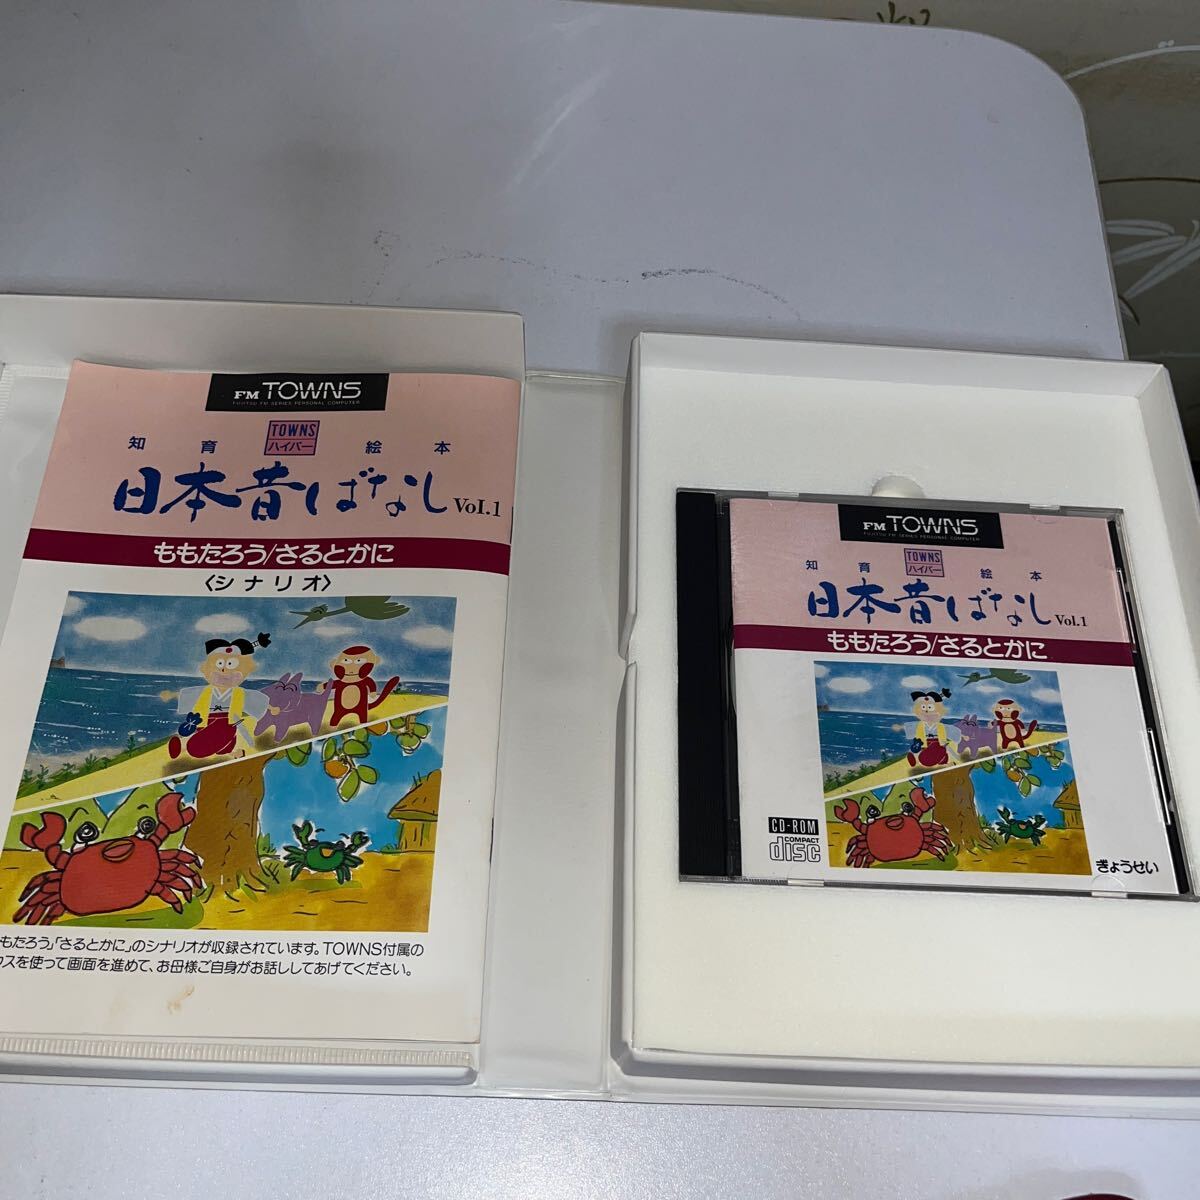 FM TOWNS
FUJITSU FM SERIES PERSONAL COMPUTER
知育 TOWNS ハイパー 絵本
日本昔ばなし Vol.1
ももたろう/さるとかに
〈シナリオ〉
ももたろう」「さるとかに」のシナリオが収録されています。TOWNS付属の
ウスを使って画面を進めて、お母様ご自身がお話ししてあげてください。
FM TOWNS
FUJITSU FM SERIES PERSONAL COMPUTER
知育 TOWNS ハイパー 絵本
日本昔ばなし Vol.1
ももたろう/さるとかに
CD-ROM
COMPACT
disc
ぎょうせい